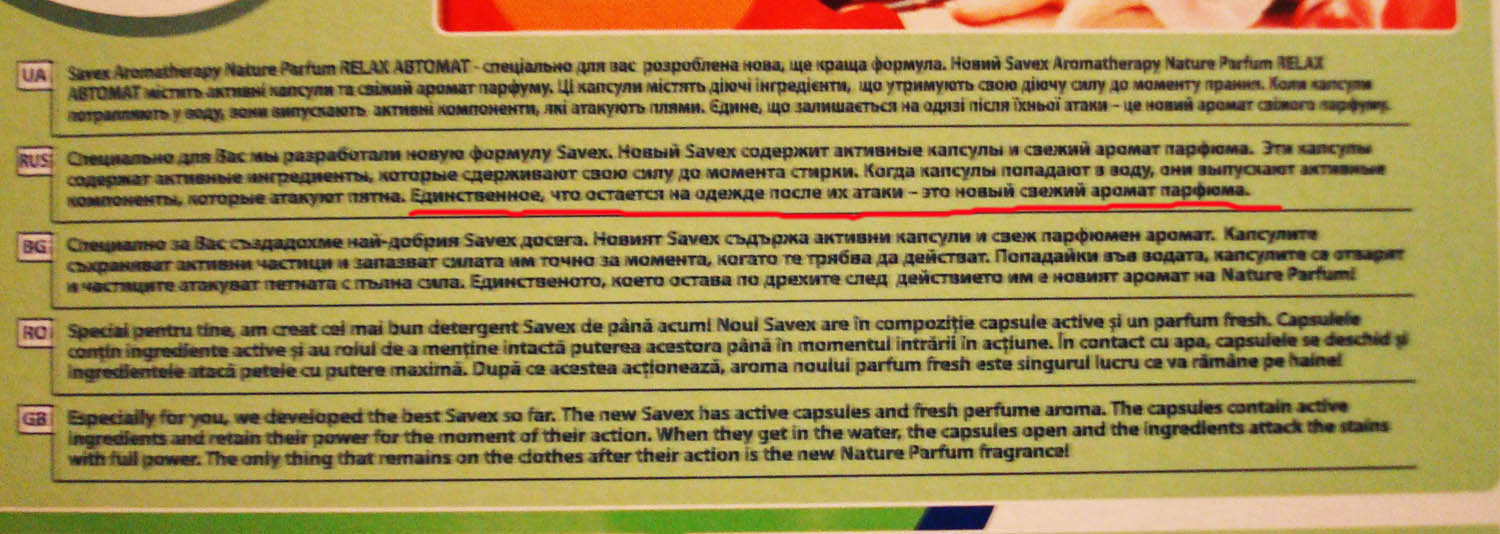 UA Savex Aromatherapy Nature Parfum RELAX АВТОМАТ - спеціально для вас розроблена нова, ще краща формула. Новий Savex Aromatherapy Nature Parfum RELAX
АВТОМАТ містить активні капсули та свіжий аромат парфуму. Ці капсули містять діючі інгредієнти, що утримують свою діючу силу до моменту прання. Коли капсули
потрапляють у воду, вони випускають активні компоненти, які атакують плями. Єдине, що залишається на одязі після їхньої атаки – це новий аромат свіжого парфуму.
RUS Специально для Вас мы разработали новую формулу Savex. Новый Savex содержит активные капсулы и свежий аромат парфюма. Эти капсулы
содержат активные ингредиенты, которые сдерживают свою силу до момента стирки. Когда капсулы попадают в воду, они выпускают активные
компоненты, которые атакуют пятна. Единственное, что остается на одежде после их атаки – это новый свежий аромат парфюма.
BG Специално за Вас създадохме най-добрия Savex досега. Новият Savex съдържа активни капсули и свеж парфюмен аромат. Капсулите
съхраняват активни частици и запазват силата им точно за момента, когато те трябва да действат. Попадайки във водата, капсулите се отварят
и частиците атакуват петната с пълна сила. Единственото, което остава по дрехите след действието им е новият аромат на Nature Parfum!
RO Special pentru tine, am creat cel mai bun detergent Savex de până acum! Noul Savex are în compoziție capsule active și un parfum fresh. Capsulele
conțin ingrediente active și au rolul de a menține intactă puterea acestora până în momentul intrării în acțiune. În contact cu apa, capsulele se deschid și
ingredientele atacă petele cu putere maximă. După ce acestea acționează, aroma noului parfum fresh este singurul lucru ce va rămâne pe haine!
GB Especially for you, we developed the best Savex so far. The new Savex has active capsules and fresh perfume aroma. The capsules contain active
ingredients and retain their power for the moment of their action. When they get in the water, the capsules open and the ingredients attack the stains
with full power. The only thing that remains on the clothes after their action is the new Nature Parfum fragrance!